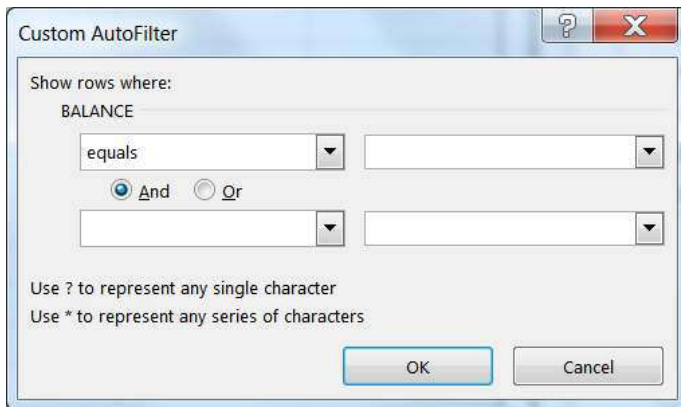 Custom AutoFilter
?
X
Show rows where:
BALANCE
equals
And Or
Use ? to represent any single character
Use * to represent any series of characters
OK Cancel